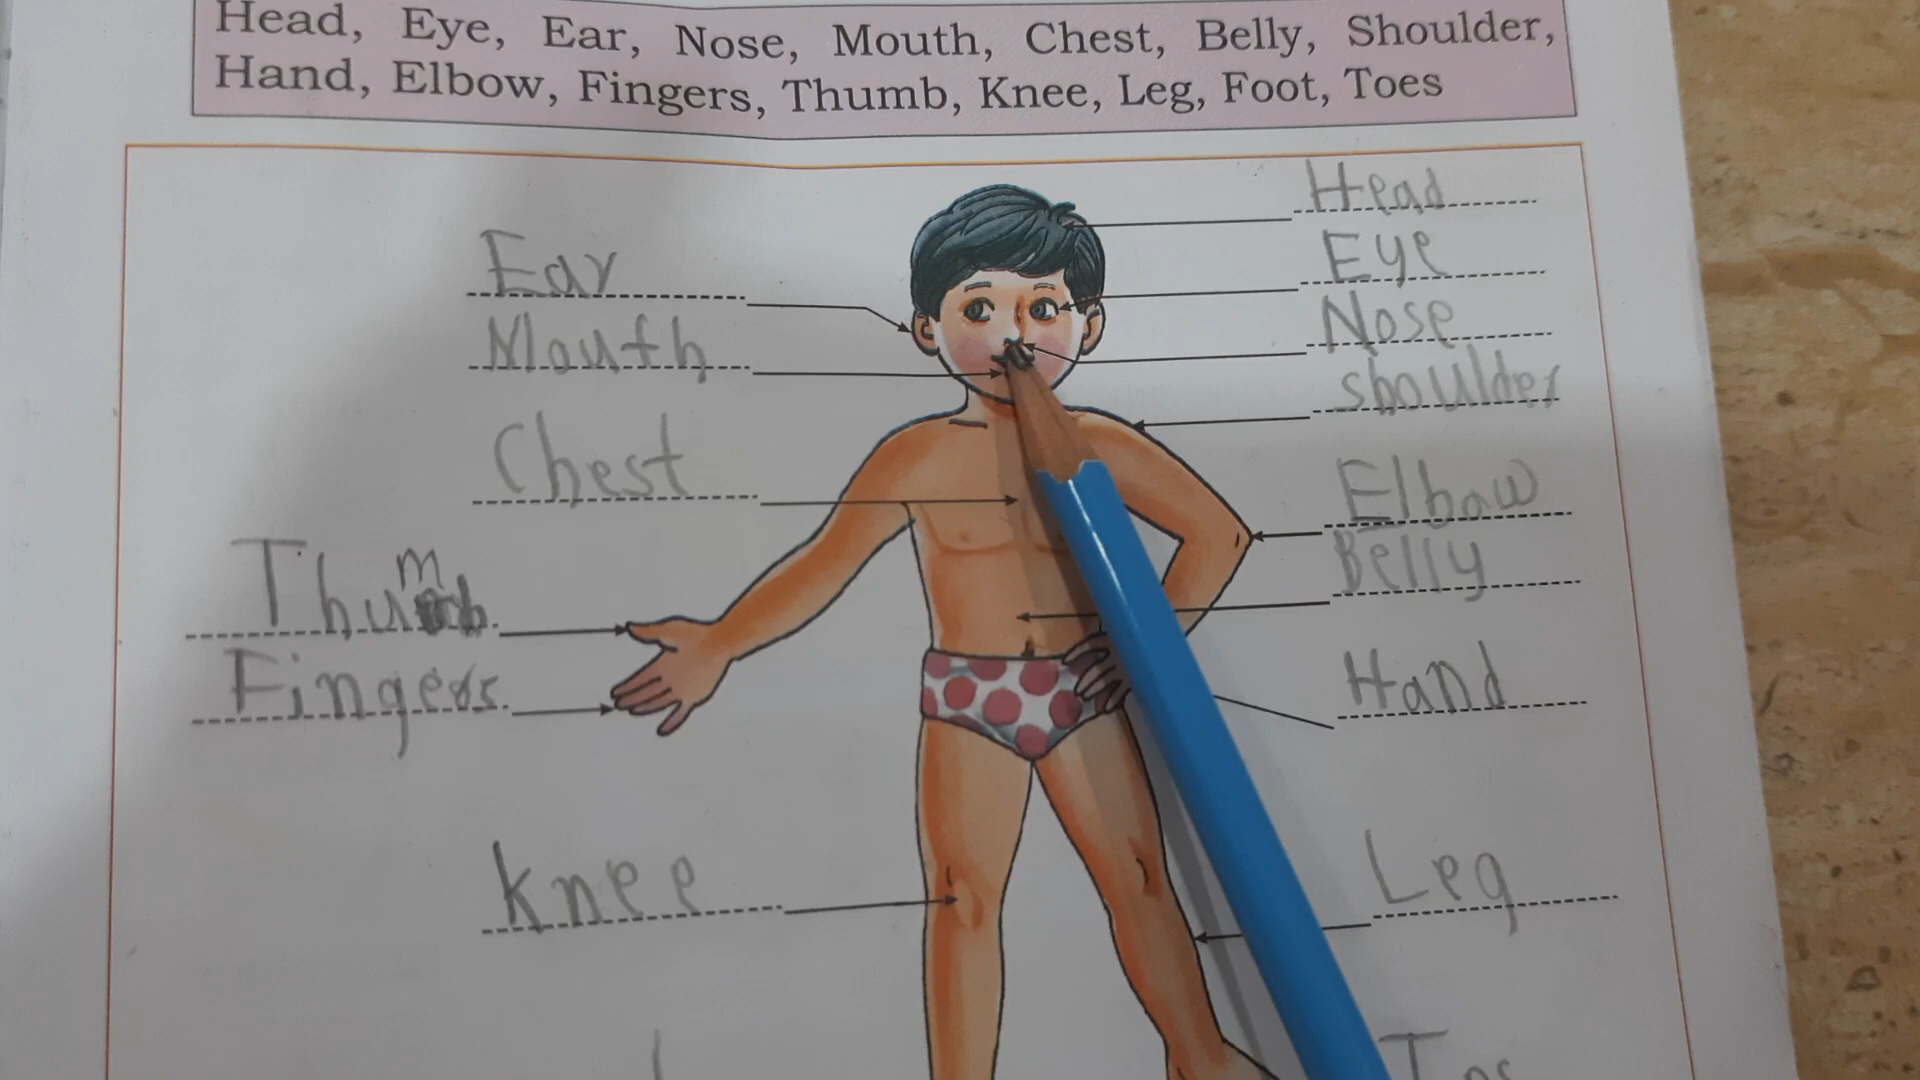 Head, Eye, Ear, Nose, Mouth, Chest, Belly, Shoulder,
Hand, Elbow, Fingers, Thumb, Knee, Leg, Foot, Toes
Head
Ear
Eye
Mouth
Nose
shoulder
Chest
Elbow
Belly
Thumb
Fingers
Hand
Knee
Leg